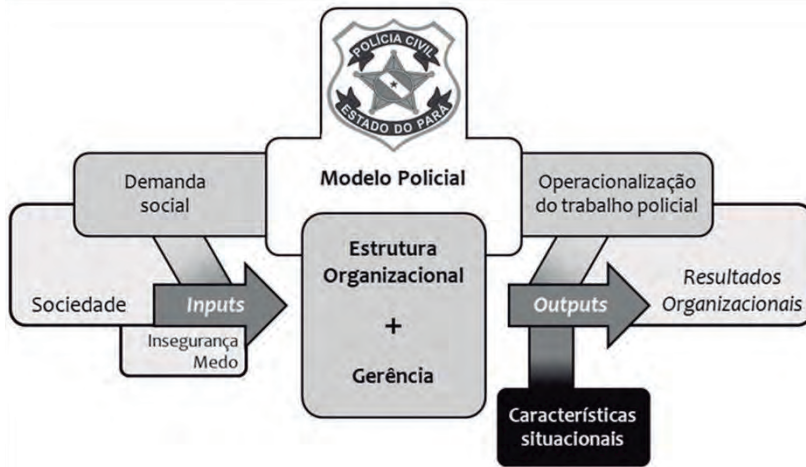 POLÍCIA CIVIL
ESTADO DO PARÁ
Modelo Policial
Demanda
social
Sociedade
Inputs
Insegurança
Medo
Estrutura
Organizacional
+
Gerência
Operacionalização
do trabalho policial
Outputs
Resultados
Organizacionais
Características
situacionais